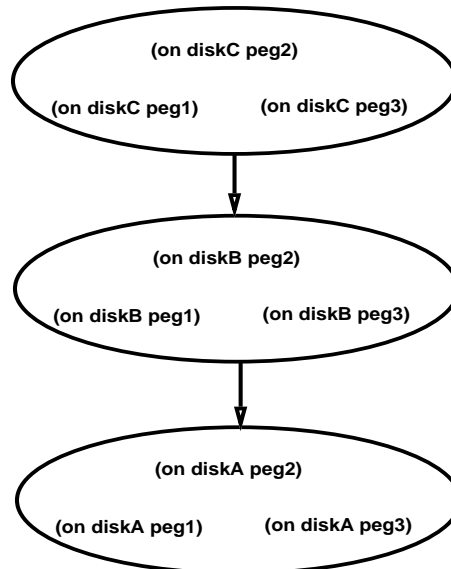 (on diskC peg2)
(on diskC peg1) (on diskC peg3)
(on diskB peg2)
(on diskB peg1) (on diskB peg3)
(on diskA peg2)
(on diskA peg1) (on diskA peg3)